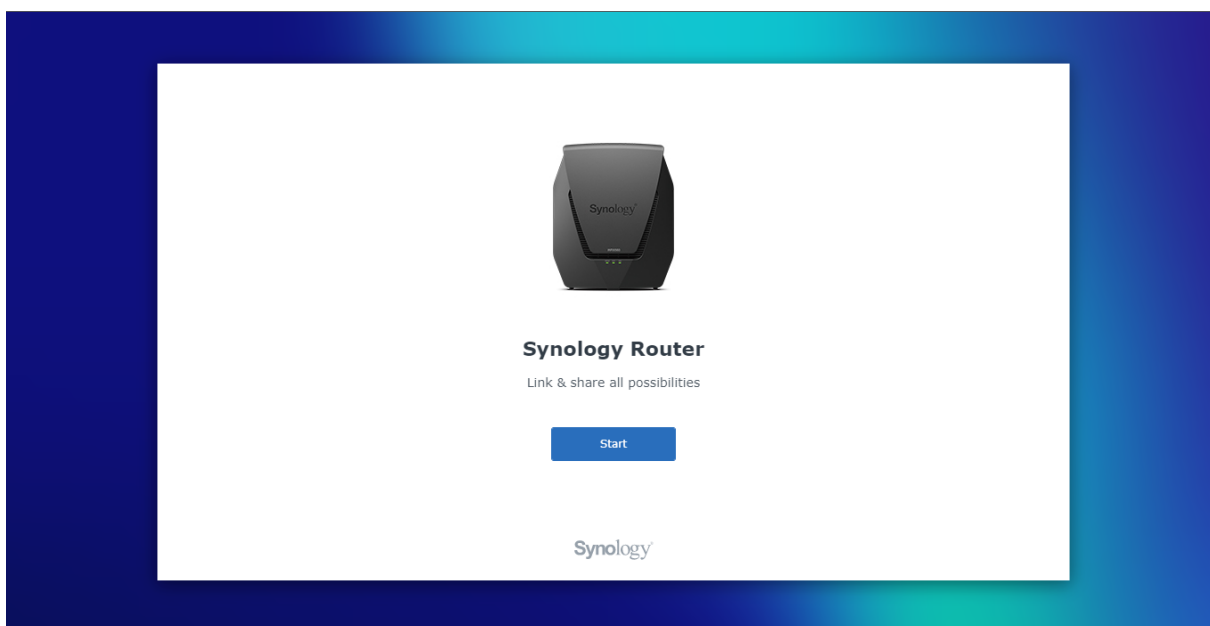 Synology
Synology Router
Link & share all possibilities
Start
Synology